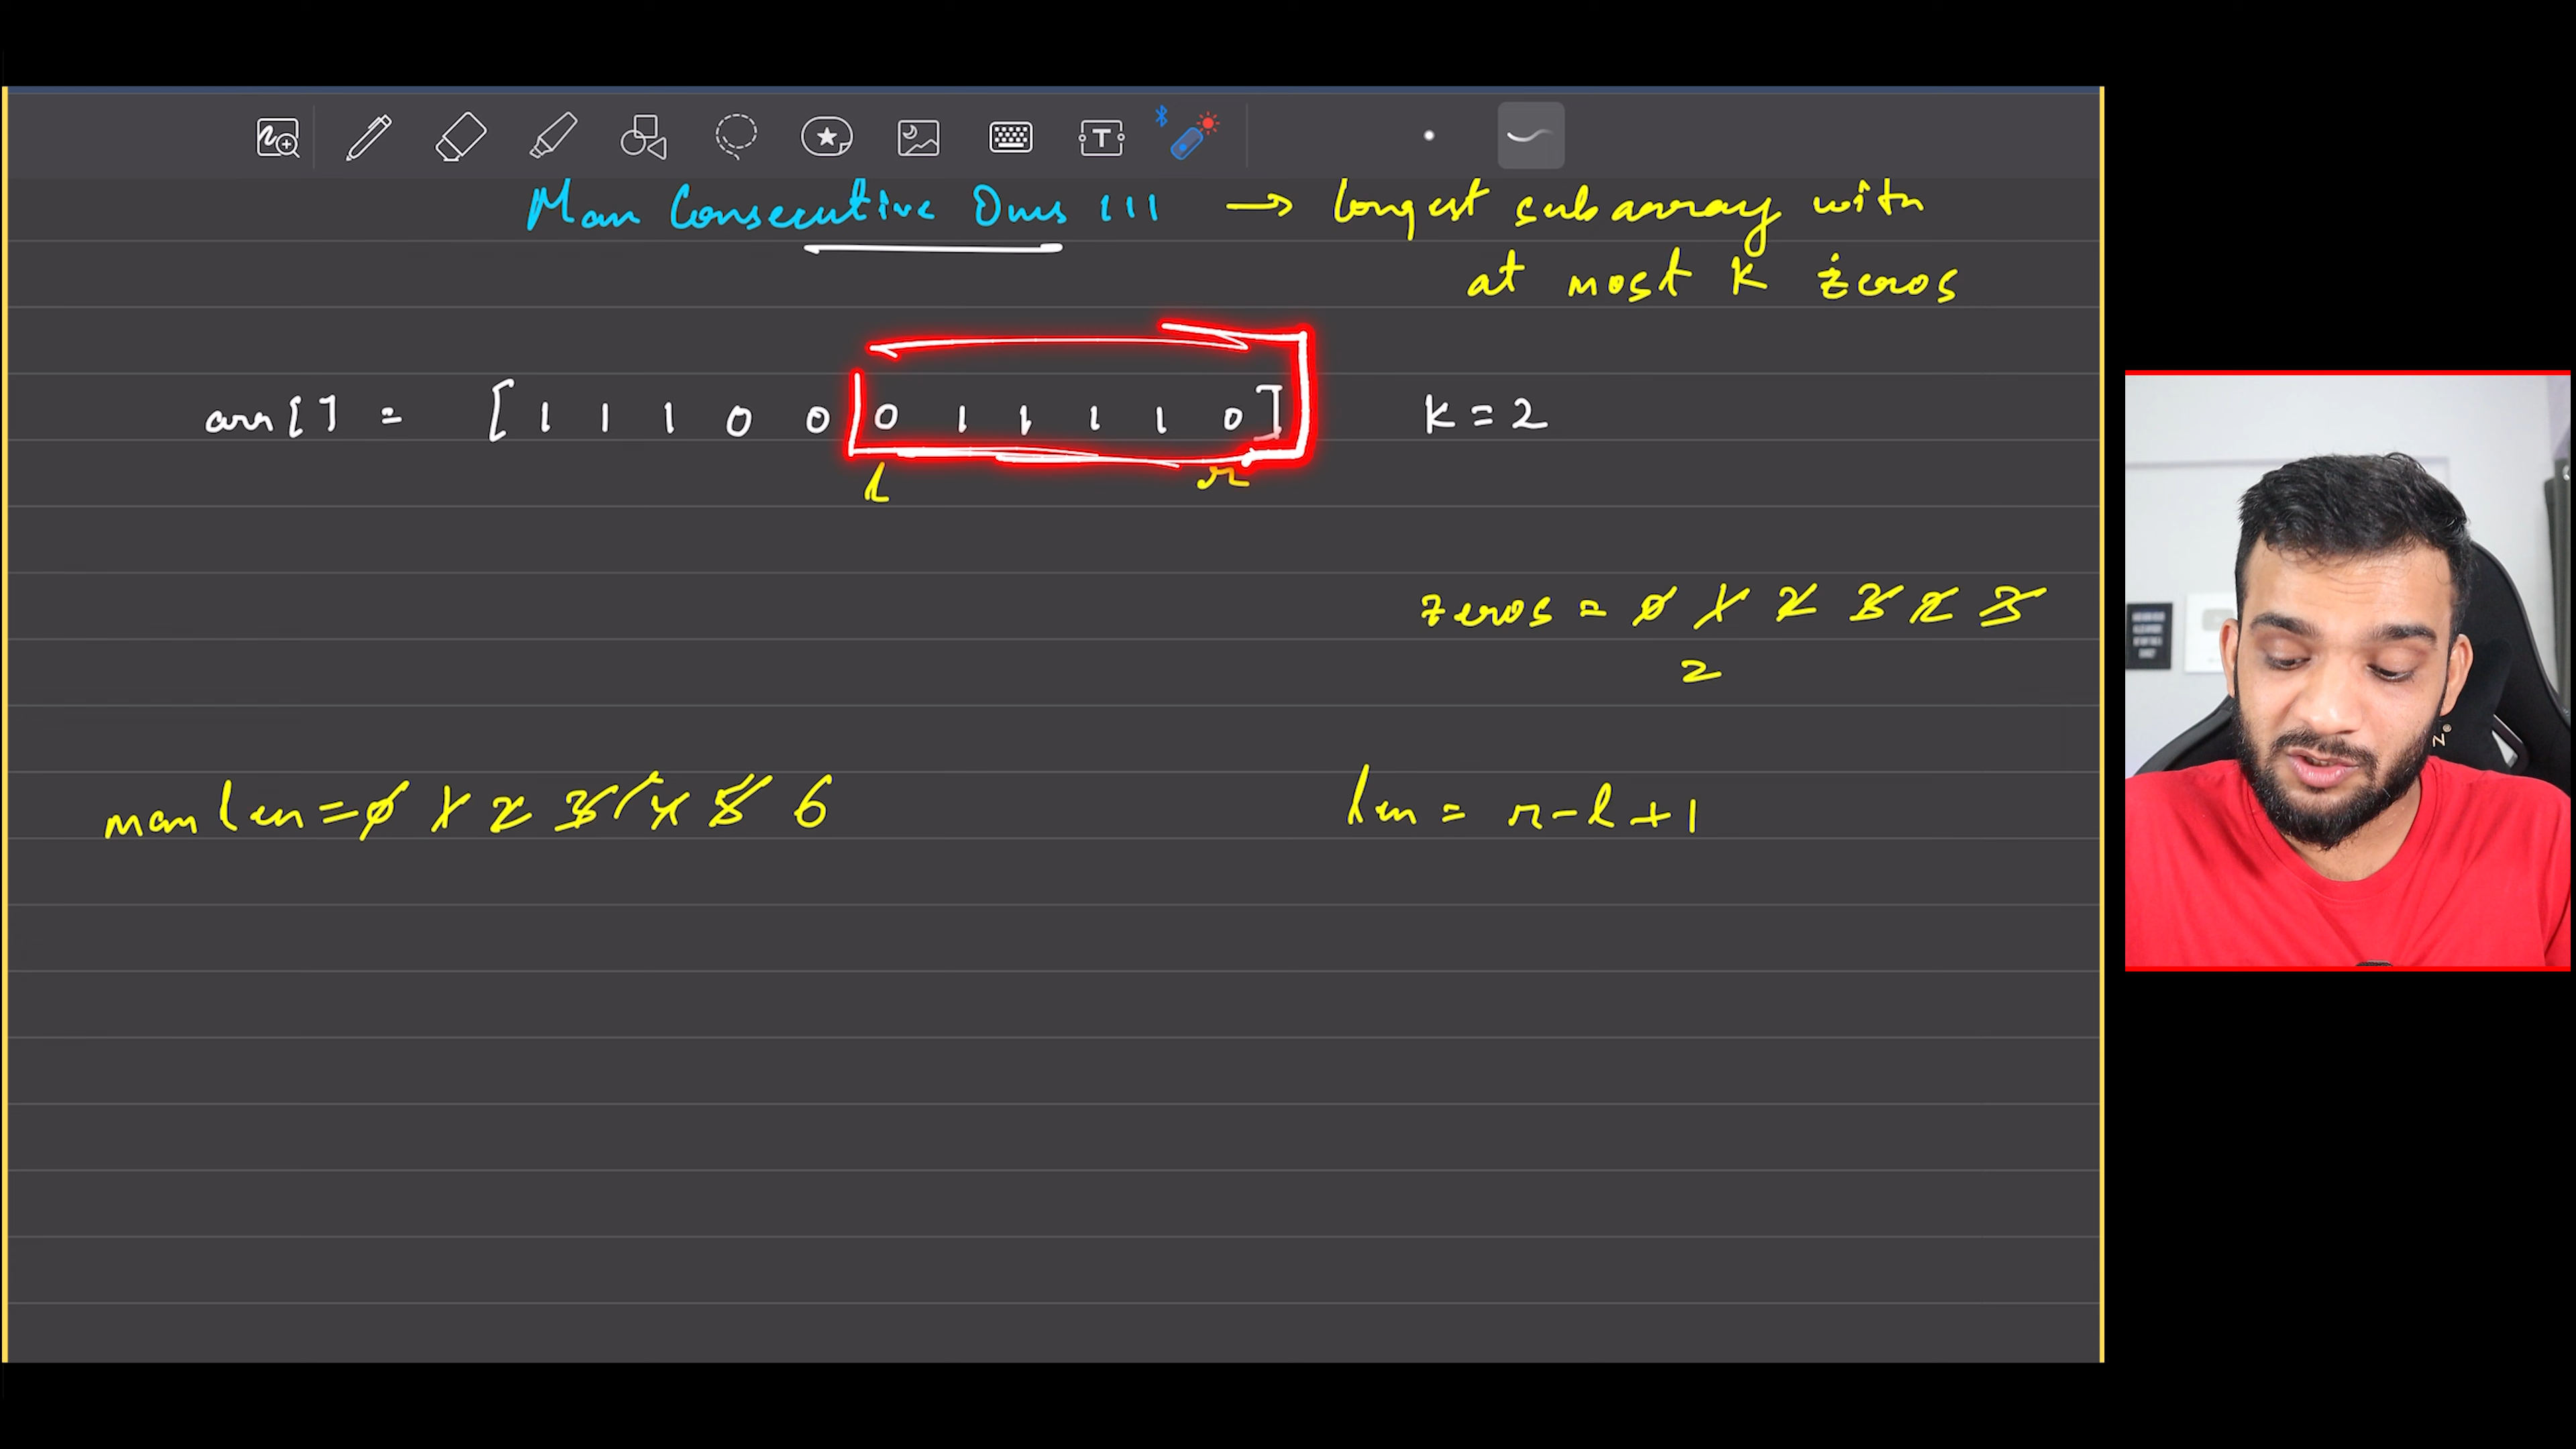 Max Consecutive Ones III → longest subarray with
at most K zeros
arr[] = [ 1 1 1 0 0 0 1 1 1 1 0 ] K = 2
l r
zeros = 0 1 2 3 2 3
2
maxlen = 0 1 2 3 4 5 6
len = r - l + 1
T
N